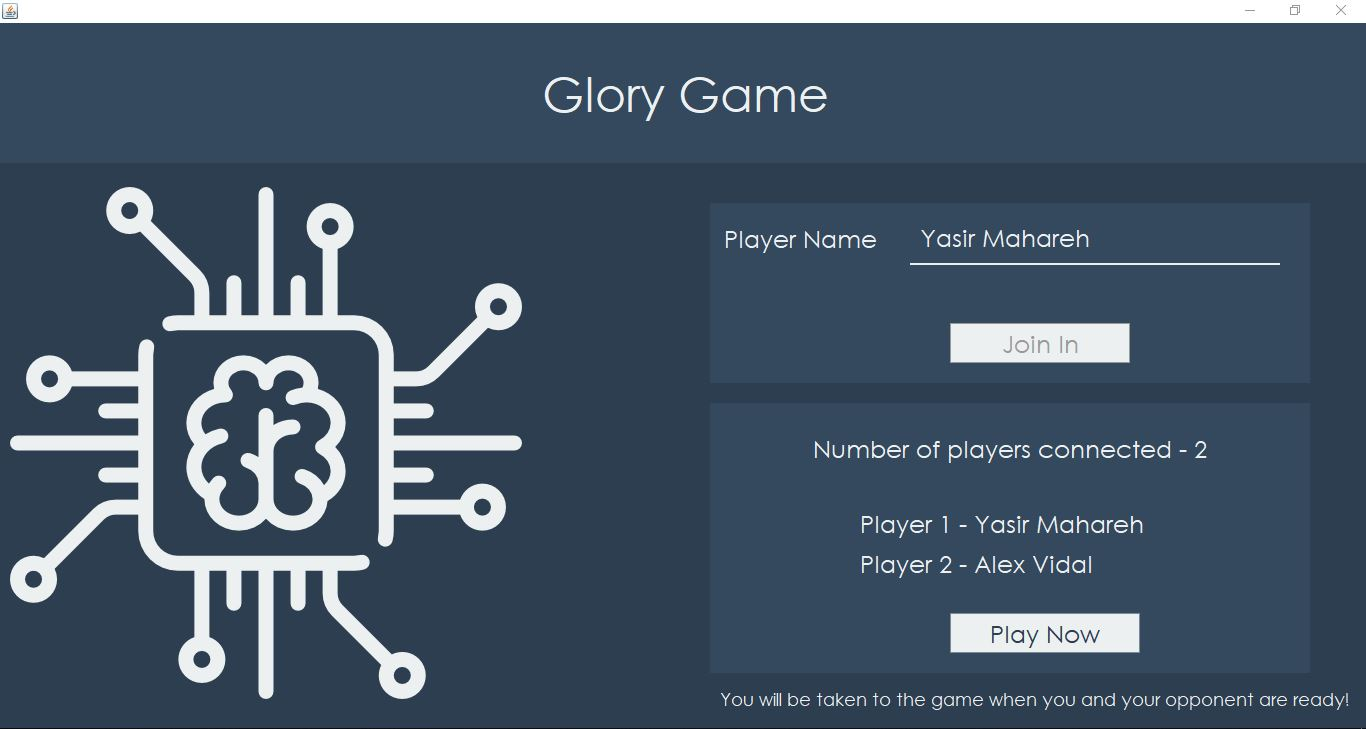 Glory Game
Player Name Yasir Mahareh
Join In
Number of players connected - 2
Player 1 - Yasir Mahareh
Player 2 - Alex Vidal
Play Now
You will be taken to the game when you and your opponent are ready!